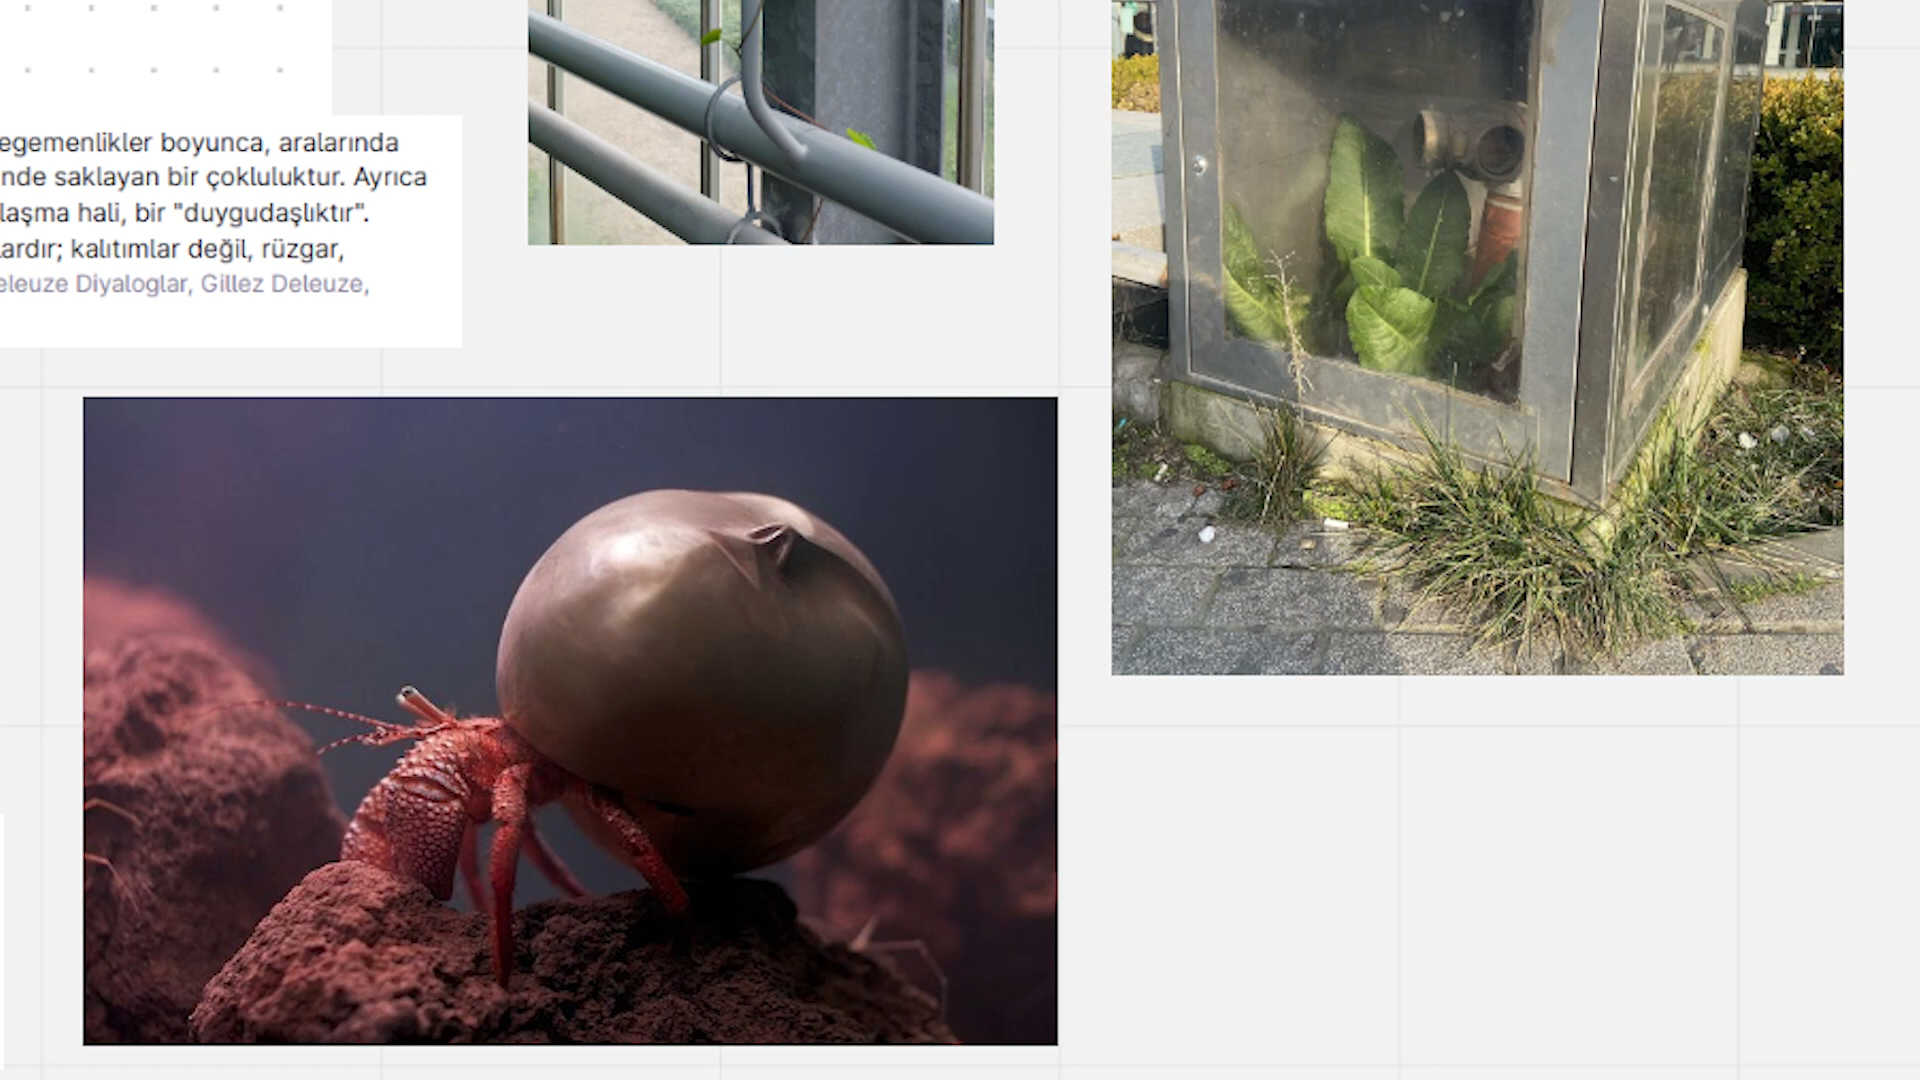 egemenlikler boyunca, aralarında
nde saklayan bir çokluluktur. Ayrıca
laşma hali, bir "duygudaşlıktır".
ardır; kalıtımlar değil, rüzgar,
eleuze Diyaloglar, Gillez Deleuze,